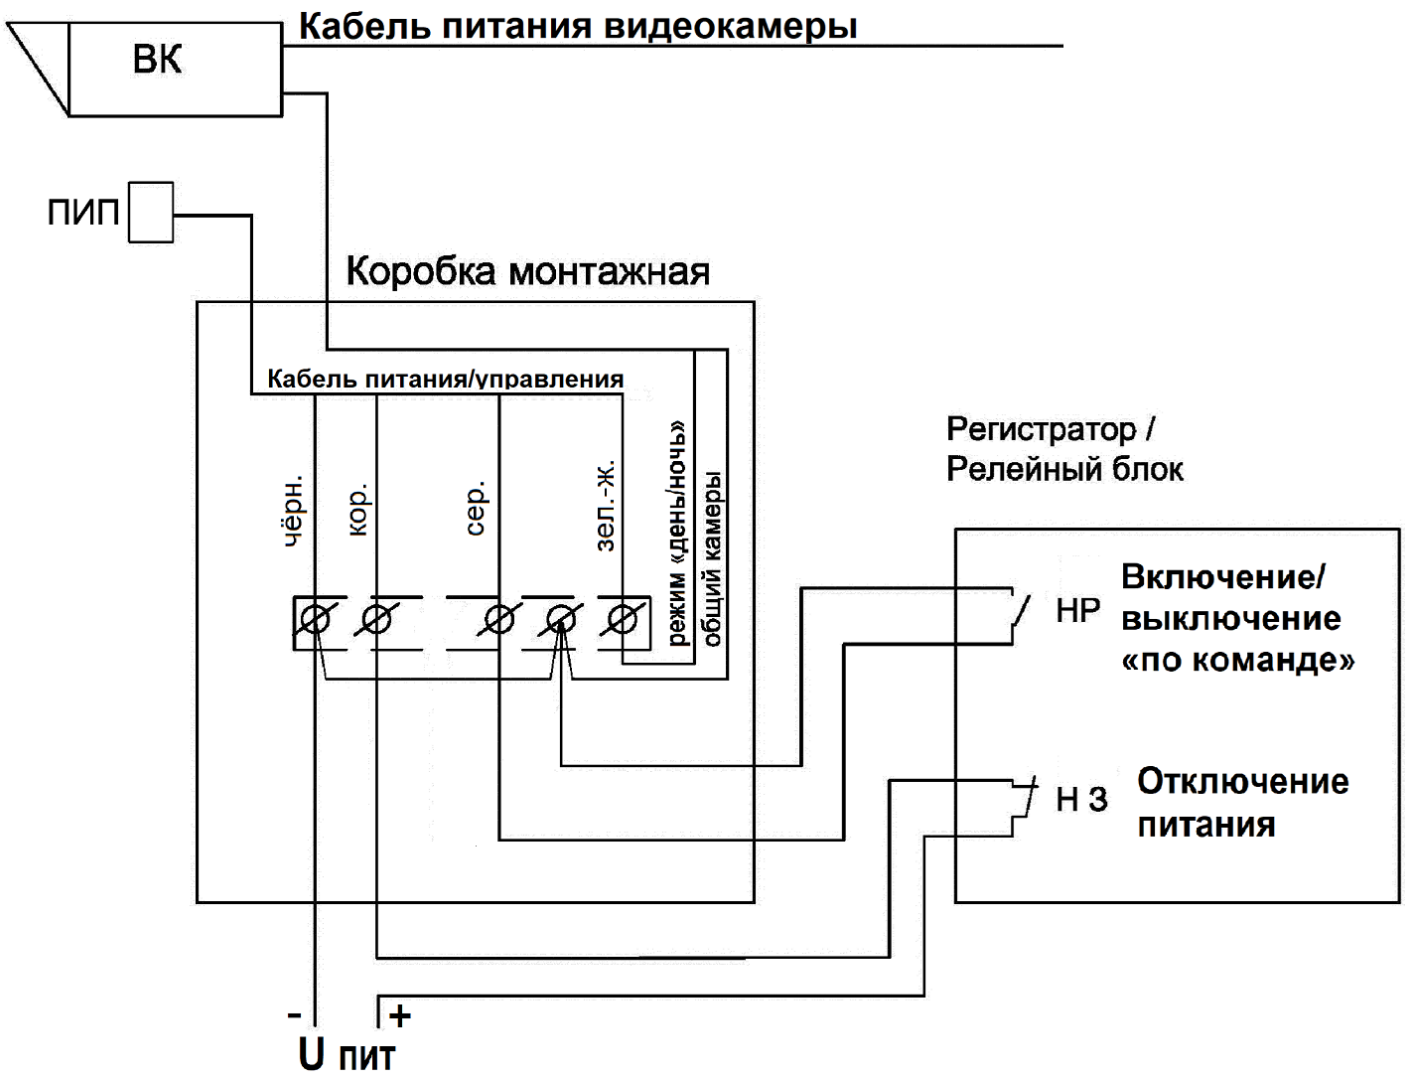 Кабель питания видеокамеры
ВК
ПИП
Коробка монтажная
Кабель питания/управления
чёрн.
кор.
сер.
зел.-ж.
режим «день/ночь»
общий камеры
Регистратор /
Релейный блок
НР
Включение/
выключение
«по команде»
Н З
Отключение
питания
- +
U пит